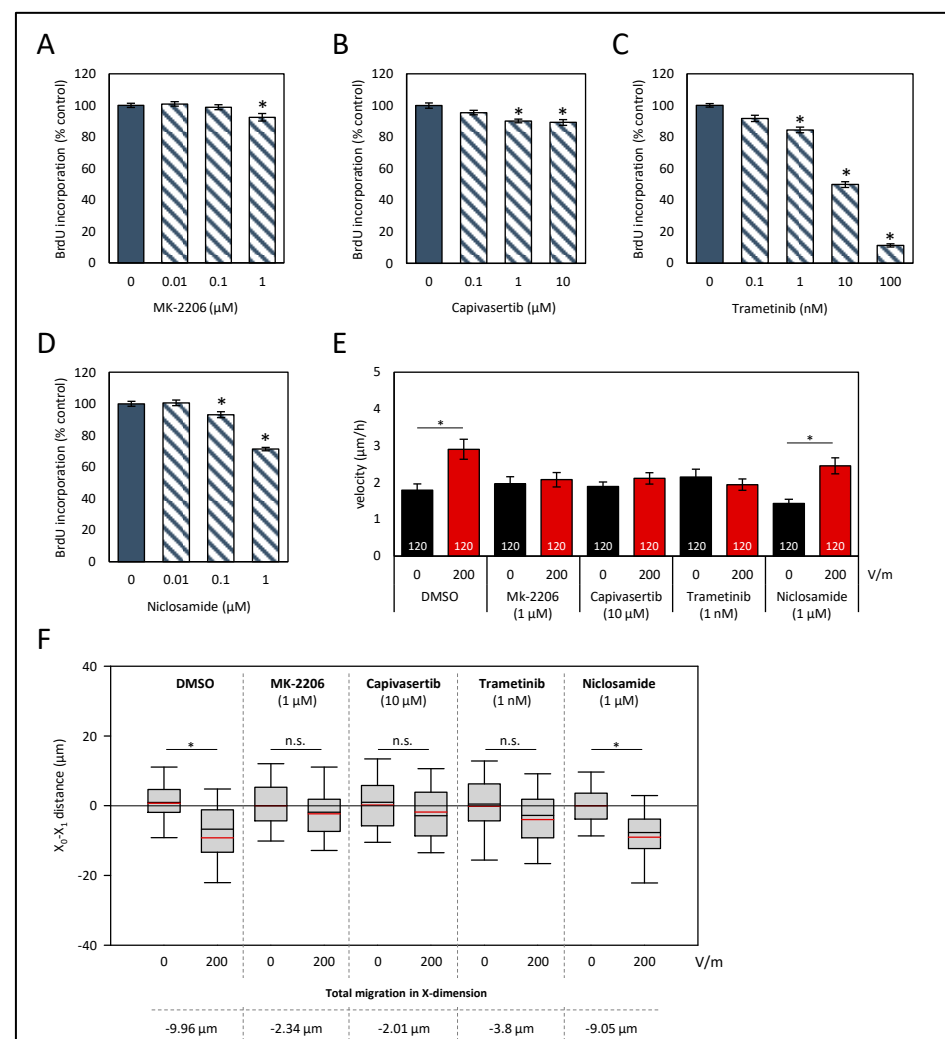 A
B
C
120
100
80
60
40
20
0
BrdU incorporation (% control)
*
0 0.01 0.1 1
MK-2206 (µM)
120
100
80
60
40
20
0
BrdU incorporation (% control)
* *
0 0.1 1 10
Capivasertib (µM)
120
100
80
60
40
20
0
BrdU incorporation (% control)
* * *
0 0.1 1 10 100
Trametinib (nM)
D
E
120
100
80
60
40
20
0
BrdU incorporation (% control)
* *
0 0.01 0.1 1
Niclosamide (µM)
5
4
3
2
1
0
velocity (µm/h)
* *
120 120 120 120 120 120 120 120 120 120
0 200 0 200 0 200 0 200 0 200 V/m
DMSO Mk-2206 Capivasertib Trametinib Niclosamide
(1 µM) (10 µM) (1 nM) (1 µM)
F
40
20
0
-20
-40
X0-X1 distance (µm)
DMSO MK-2206 Capivasertib Trametinib Niclosamide
(1 µM) (10 µM) (1 nM) (1 µM)
* n.s. n.s. n.s. *
0 200 0 200 0 200 0 200 0 200 V/m
Total migration in X-dimension
-9.96 µm -2.34 µm -2.01 µm -3.8 µm -9.05 µm